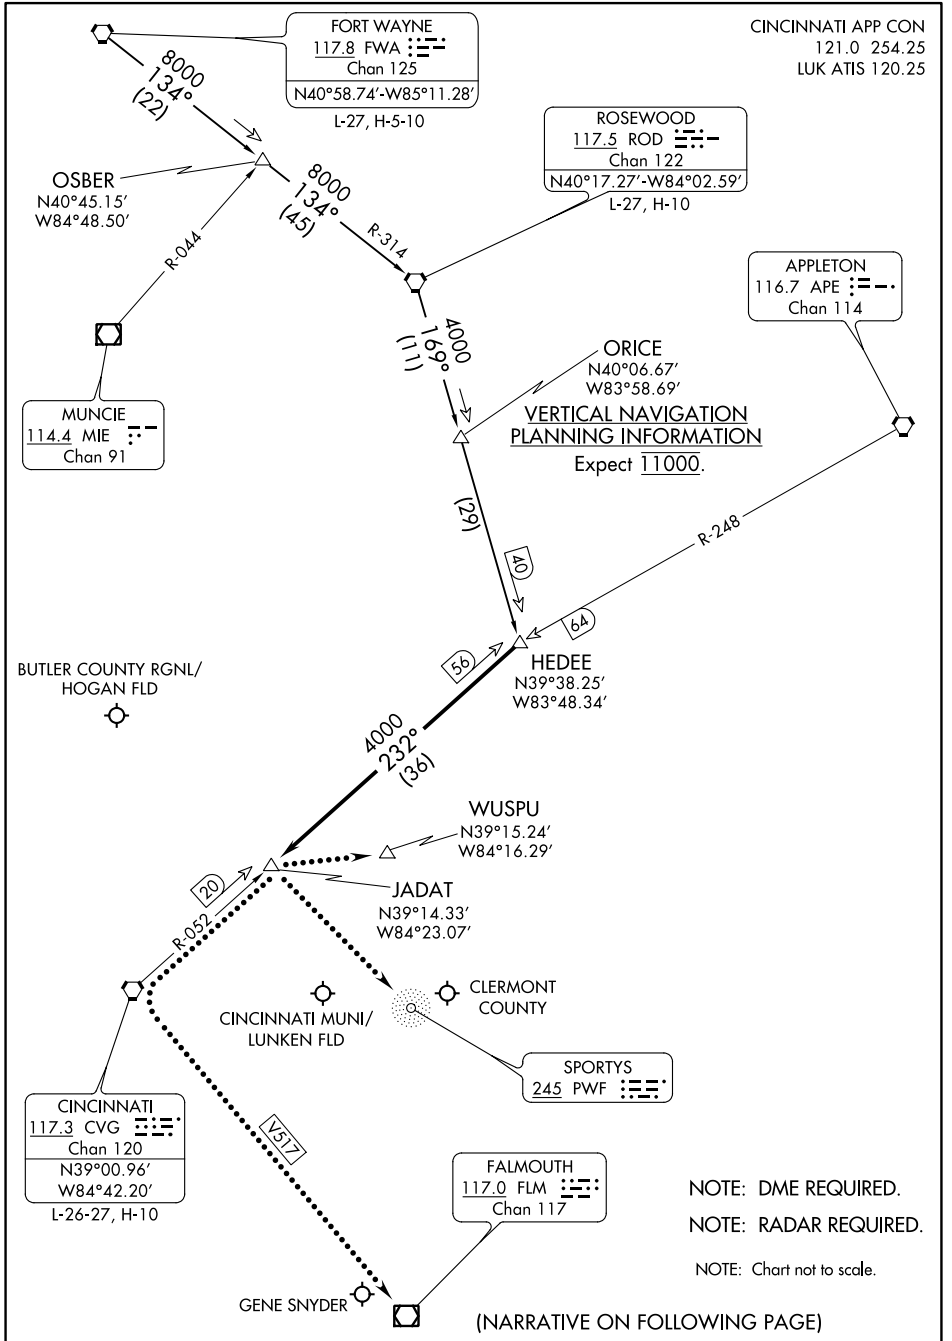 FORT WAYNE
117.8 FWA
Chan 125
N40°58.74'-W85°11.28'
L-27, H-5-10
CINCINNATI APP CON
121.0 254.25
LUK ATIS 120.25
8000
134°
(22)
ROSEWOOD
117.5 ROD
Chan 122
N40°17.27'-W84°02.59'
L-27, H-10
OSBER
N40°45.15'
W84°48.50'
8000
134°
(45)
R-314
R-044
APPLETON
116.7 APE
Chan 114
4000
169°
(11)
ORICE
N40°06.67'
W83°58.69'
VERTICAL NAVIGATION
PLANNING INFORMATION
Expect 11000.
MUNCIE
114.4 MIE
Chan 91
(29)
R-248
40
64
56
HEDEE
N39°38.25'
W83°48.34'
BUTLER COUNTY RGNL/
HOGAN FLD
4000
232°
(36)
WUSPU
N39°15.24'
W84°16.29'
20
R-052
JADAT
N39°14.33'
W84°23.07'
CINCINNATI MUNI/
LUNKEN FLD
CLERMONT
COUNTY
SPORTYS
245 PWF
CINCINNATI
117.3 CVG
Chan 120
N39°00.96'
W84°42.20'
L-26-27, H-10
V517
FALMOUTH
117.0 FLM
Chan 117
NOTE: DME REQUIRED.
NOTE: RADAR REQUIRED.
NOTE: Chart not to scale.
GENE SNYDER
(NARRATIVE ON FOLLOWING PAGE)